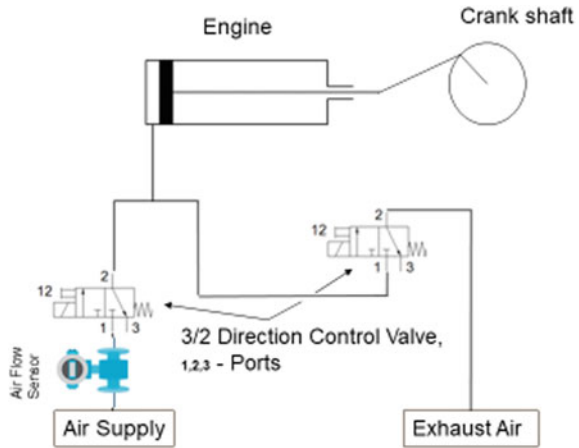 Engine
Crank shaft
12
2
1
3
12
2
1
3
3/2 Direction Control Valve,
1,2,3 - Ports
Air Flow
Sensor
Air Supply
Exhaust Air